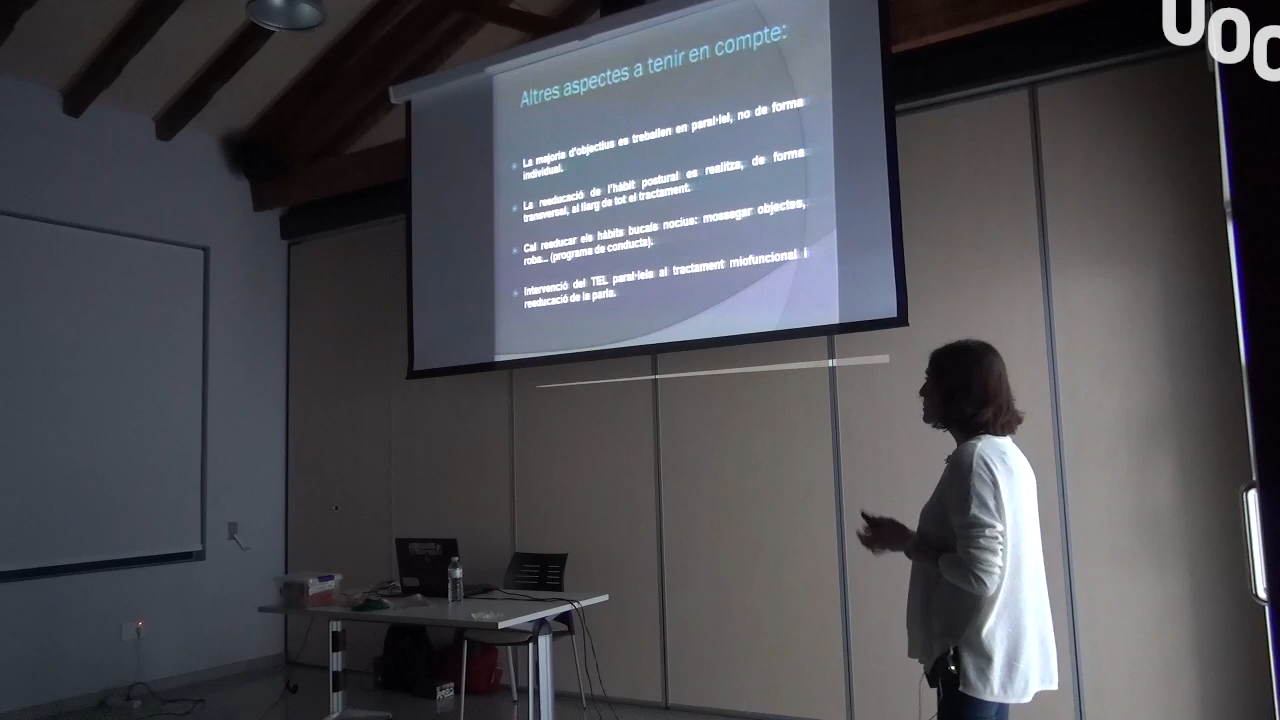 UOC
Altres aspectes a tenir en compte:
La majoria d'objectius es treballen en paral·lel, no de forma
individual.
La reeducació de l'hàbit postural es realitza, de forma
transversal, al llarg de tot el tractament.
Cal reeducar els hàbits bucals nocius: mossegar objectes,
roba... (programa de conducta).
Intervenció del TEL paral·lela al tractament miofuncional i
reeducació de la parla.